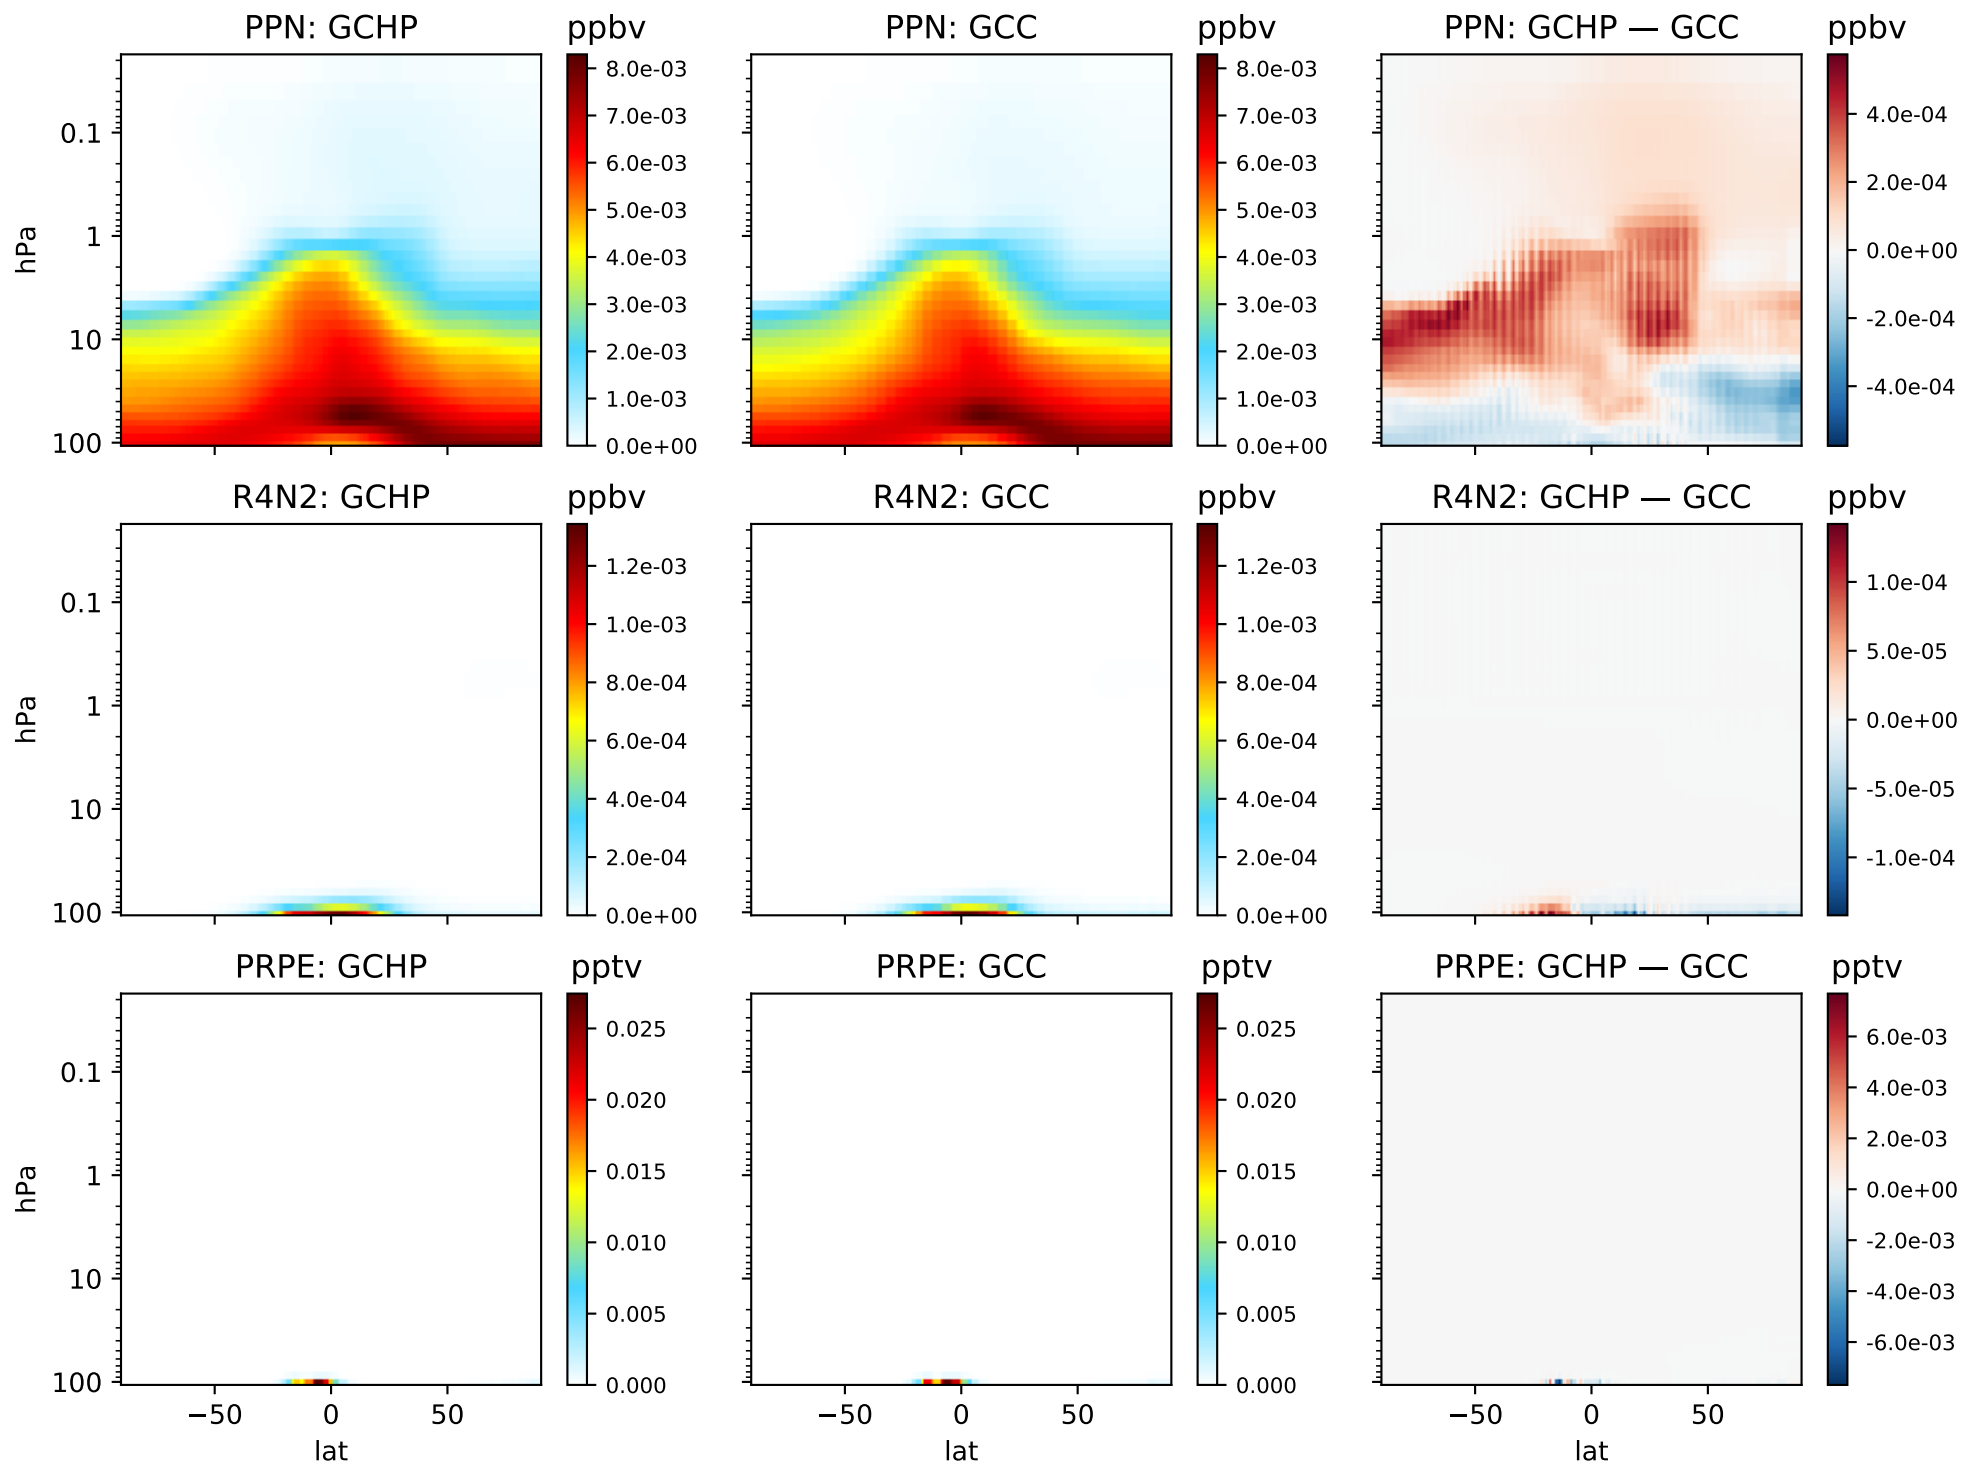 PPN: GCHP
ppbv
PPN: GCC
ppbv
PPN: GCHP — GCC
ppbv
hPa
0.1
1
10
100
8.0e-03
7.0e-03
6.0e-03
5.0e-03
4.0e-03
3.0e-03
2.0e-03
1.0e-03
0.0e+00
8.0e-03
7.0e-03
6.0e-03
5.0e-03
4.0e-03
3.0e-03
2.0e-03
1.0e-03
0.0e+00
4.0e-04
2.0e-04
0.0e+00
-2.0e-04
-4.0e-04
R4N2: GCHP
ppbv
R4N2: GCC
ppbv
R4N2: GCHP — GCC
ppbv
hPa
0.1
1
10
100
1.2e-03
1.0e-03
8.0e-04
6.0e-04
4.0e-04
2.0e-04
0.0e+00
1.2e-03
1.0e-03
8.0e-04
6.0e-04
4.0e-04
2.0e-04
0.0e+00
1.0e-04
5.0e-05
0.0e+00
-5.0e-05
-1.0e-04
PRPE: GCHP
pptv
PRPE: GCC
pptv
PRPE: GCHP — GCC
pptv
hPa
0.1
1
10
100
0.025
0.020
0.015
0.010
0.005
0.000
0.025
0.020
0.015
0.010
0.005
0.000
6.0e-03
4.0e-03
2.0e-03
0.0e+00
-2.0e-03
-4.0e-03
-6.0e-03
−50 0 50
lat
−50 0 50
lat
−50 0 50
lat